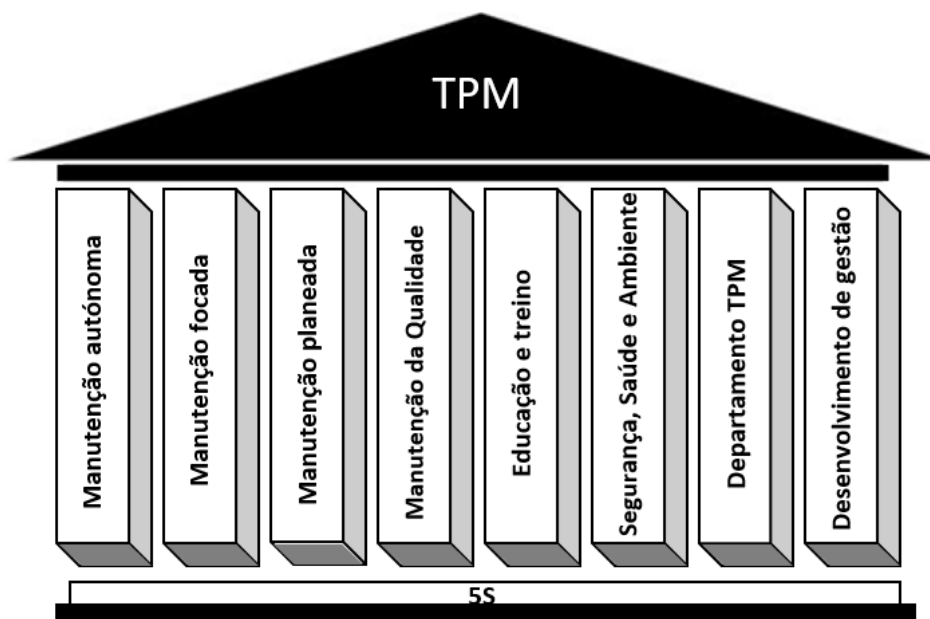 TPM
Manutenção autónoma
Manutenção focada
Manutenção planeada
Manutenção da Qualidade
Educação e treino
Segurança, Saúde e Ambiente
Departamento TPM
Desenvolvimento de gestão
5S